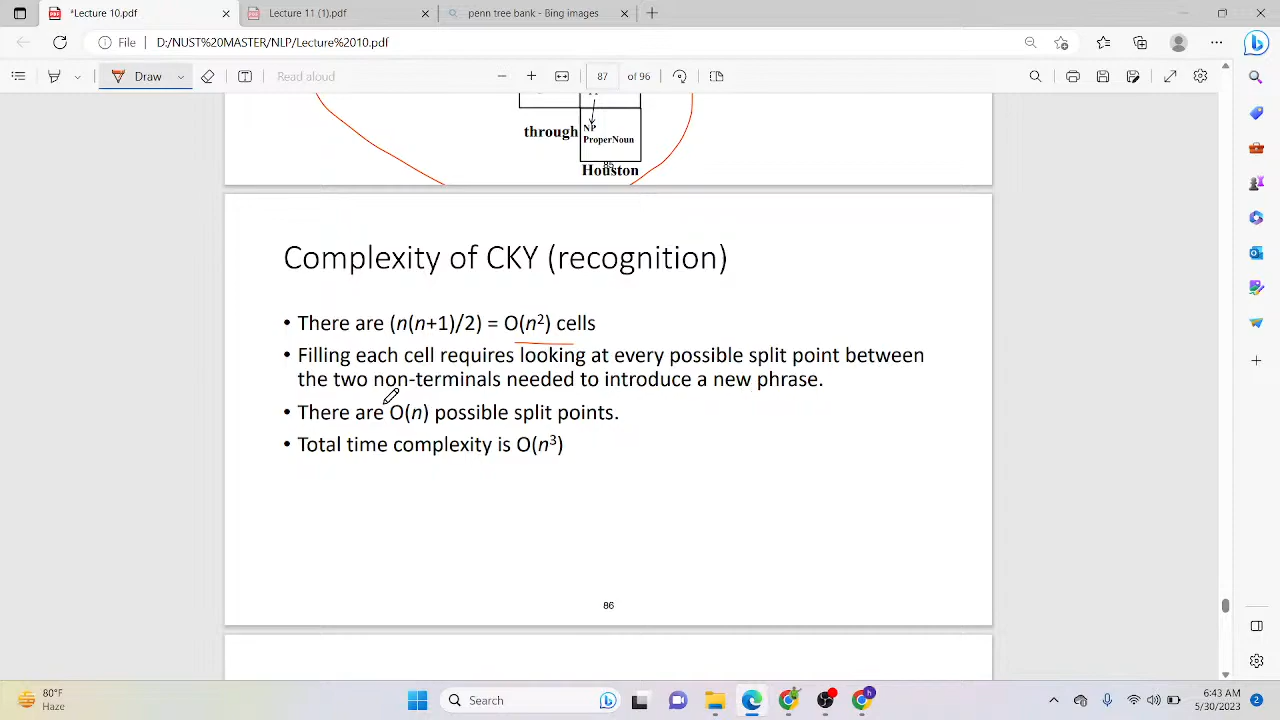 *Lecture 10.pdf
Lecture 11 (1).pdf
penn tree bank - Bing images
File
D:/NUST%20MASTER/NLP/Lecture%2010.pdf
Draw
Read aloud
87 of 96
through
NP
ProperNoun
85
Houston
Complexity of CKY (recognition)
• There are (n(n+1)/2) = O(n²) cells
• Filling each cell requires looking at every possible split point between
the two non-terminals needed to introduce a new phrase.
• There are O(n) possible split points.
• Total time complexity is O(n³)
86
80°F
Haze
Search
6:43 AM
5/30/2023
2